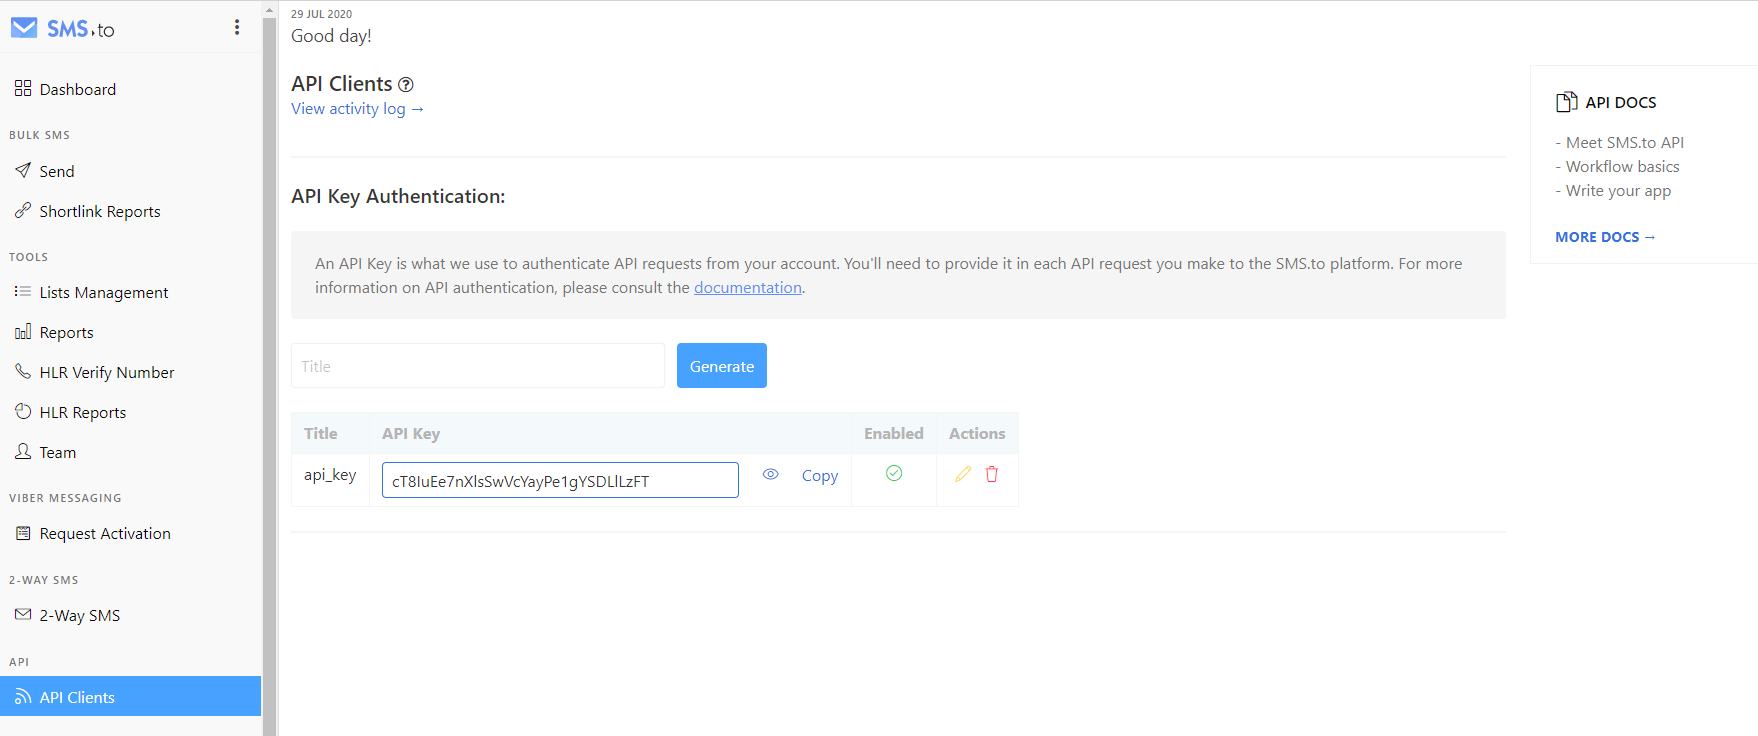 SMS.to
Dashboard
BULK SMS
Send
Shortlink Reports
TOOLS
Lists Management
Reports
HLR Verify Number
HLR Reports
Team
VIBER MESSAGING
Request Activation
2-WAY SMS
2-Way SMS
API
API Clients
29 JUL 2020
Good day!
API Clients
View activity log →
API Key Authentication:
An API Key is what we use to authenticate API requests from your account. You'll need to provide it in each API request you make to the SMS.to platform. For more
information on API authentication, please consult the documentation.
Title
Generate
Title API Key Enabled Actions
api_key cT8IuEe7nXlsSwVcYayPe1gYSDLlLzFT Copy
API DOCS
- Meet SMS.to API
- Workflow basics
- Write your app
MORE DOCS →